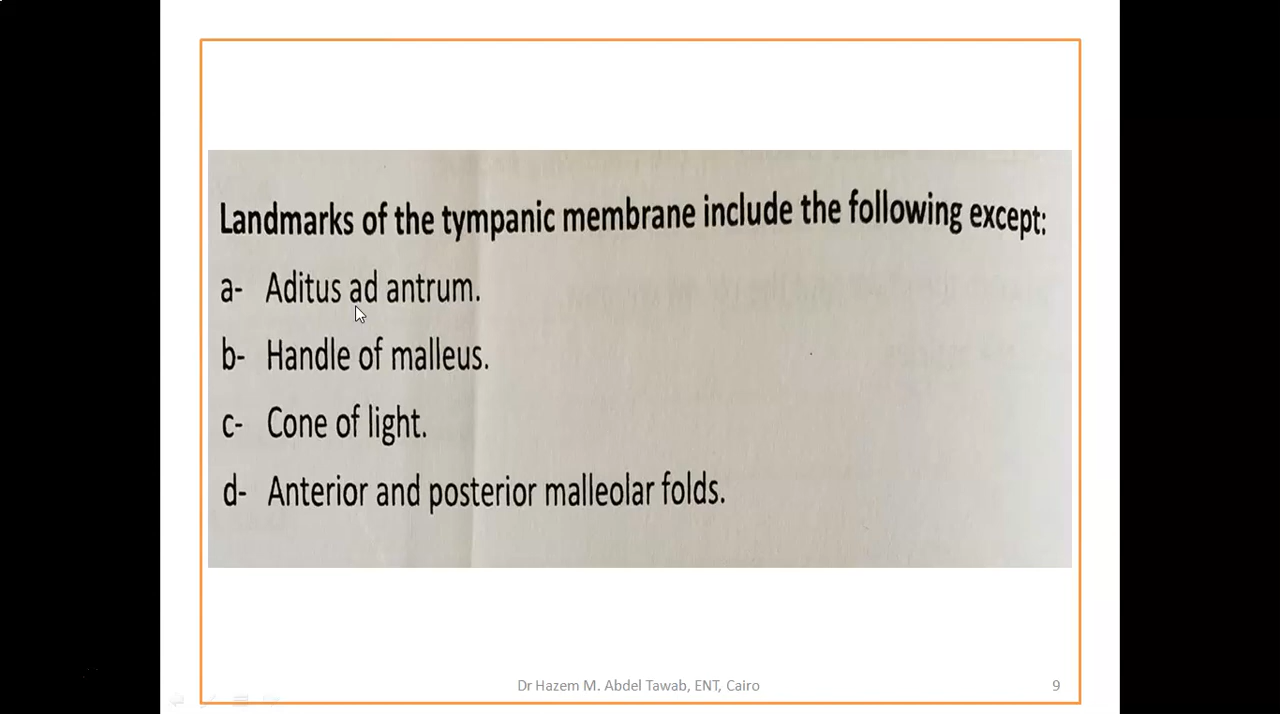 Landmarks of the tympanic membrane include the following except:
a- Aditus ad antrum.
b- Handle of malleus.
c- Cone of light.
d- Anterior and posterior malleolar folds.
Dr Hazem M. Abdel Tawab, ENT, Cairo
9